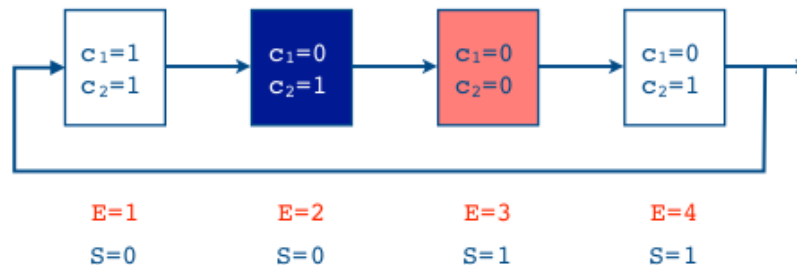 c₁=1
c₂=1
c₁=0
c₂=1
c₁=0
c₂=0
c₁=0
c₂=1
E=1 E=2 E=3 E=4
S=0 S=0 S=1 S=1